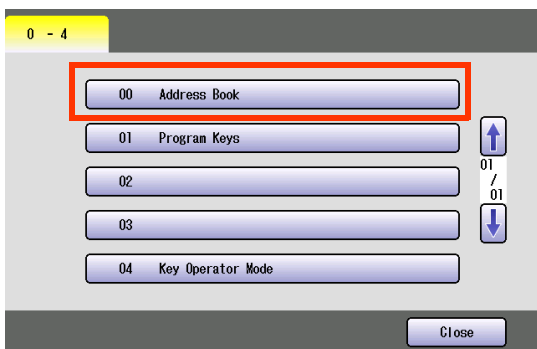 0 - 4
00 Address Book
01 Program Keys
02
03
04 Key Operator Mode
01
/
01
Close